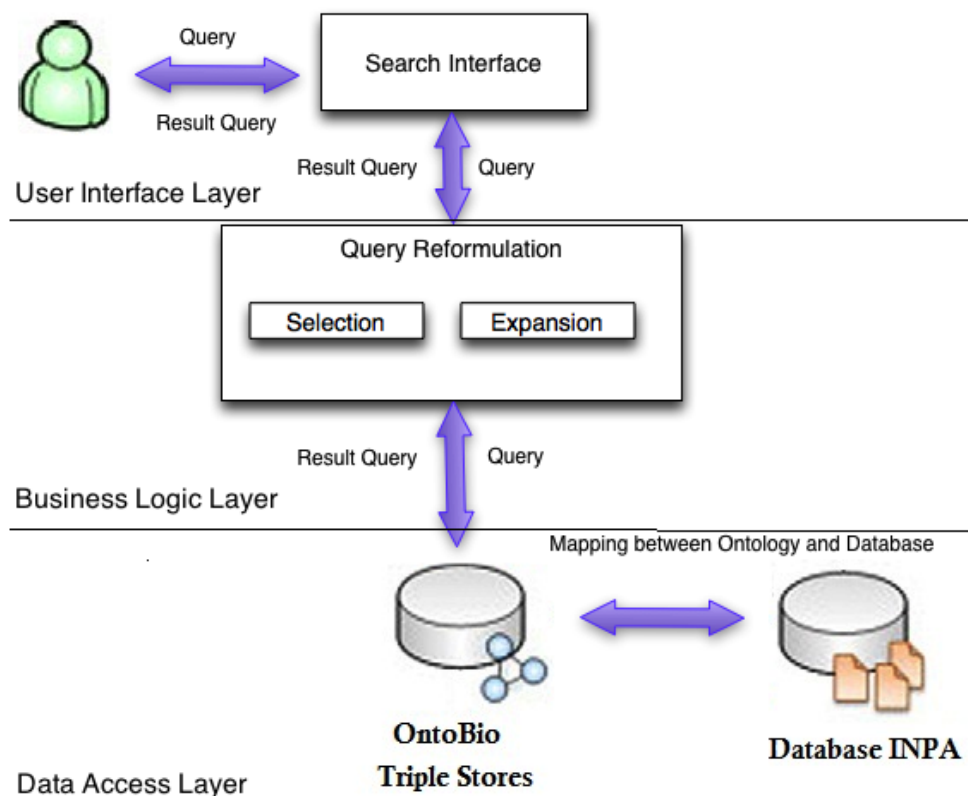 Query
Search Interface
Result Query
Result Query
Query
User Interface Layer
Query Reformulation
Selection
Expansion
Result Query
Query
Business Logic Layer
Mapping between Ontology and Database
OntoBio
Triple Stores
Database INPA
Data Access Layer